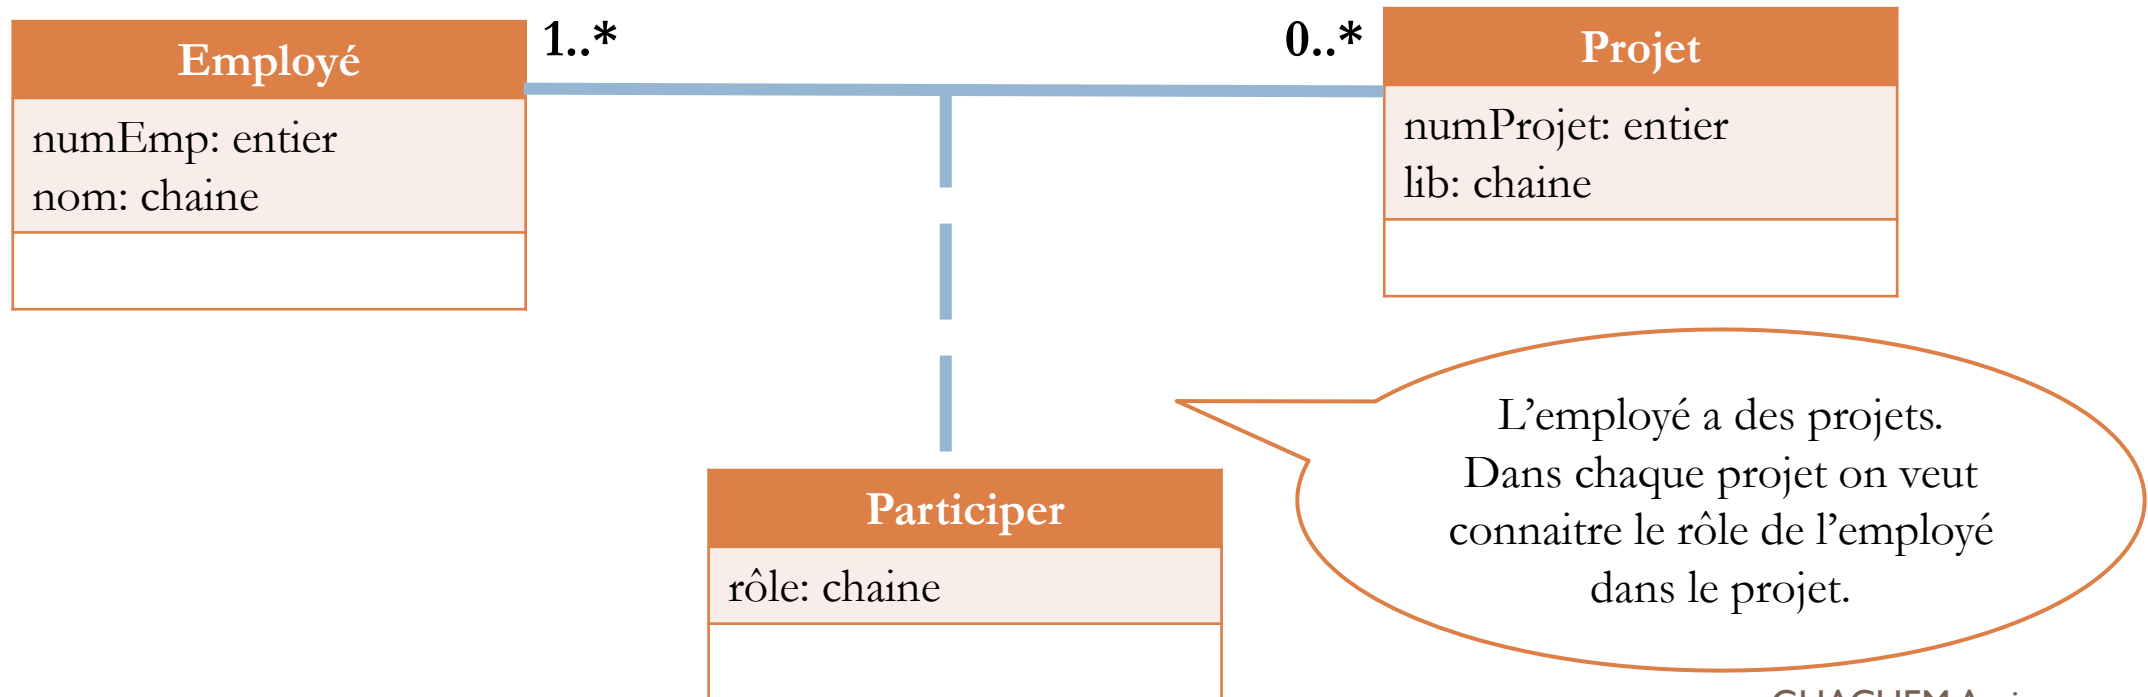 Employé
numEmp: entier
nom: chaine
1..*
0..*
Projet
numProjet: entier
lib: chaine
Participer
rôle: chaine
L’employé a des projets.
Dans chaque projet on veut
connaitre le rôle de l’employé
dans le projet.